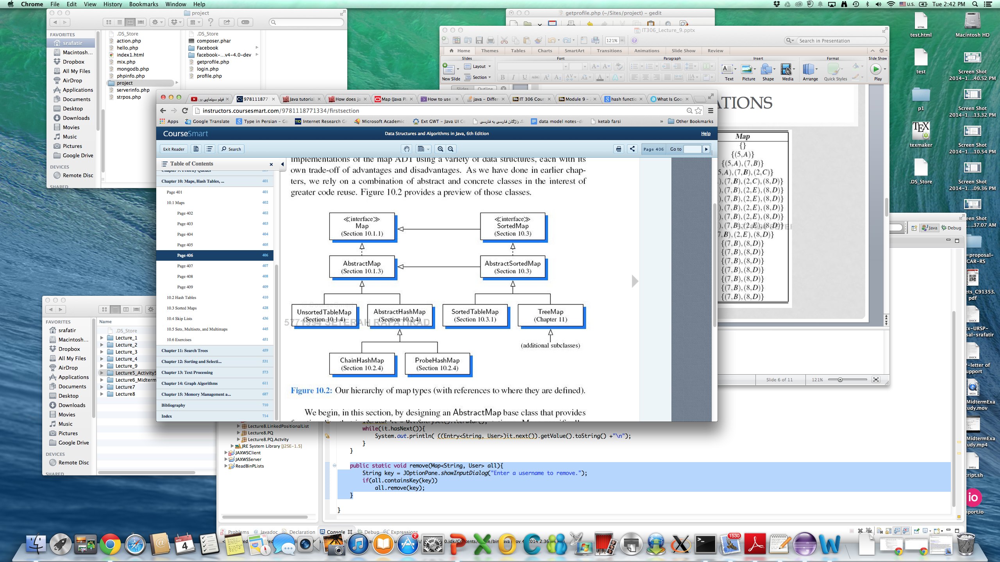 Chrome File Edit View History Bookmarks Window Help
U.S. Tue 2:42 PM
project
FAVORITES
srafatir
Macintosh...
Dropbox
All My Files
AirDrop
Applications
Documents
Desktop
Downloads
Movies
Music
Pictures
Google Drive
DEVICES
Remote Disc
SHARED
.DS_Store
action.php
hello.php
index1.html
mix.php
mongodb.php
phpinfo.php
project
serverinfo.php
strpos.php
.DS_Store
composer.phar
Facebook
facebook-...v4-4.0-dev
getprofile.php
login.php
profile.php
getprofile.php (~/Sites/project) - gedit
IT306_Lecture_9.pptx
121%
Search in Presentation
Home Themes Tables Charts SmartArt Transitions Animations Slide Show Review
Slides Font Paragraph Insert Format Slide Show
New Slide Layout Section
Text Picture Shape Media Arrange Quick Styles Play
Slides Outline
ATIONS
Map
{}
{(5,A)}
{(5,A),(7,B)}
5,A),(7,B),(2,C)}
),(7,B),(2,C),(8,D)}
),(7,B),(2,E),(8,D)}
),(7,B),(2,E),(8,D)}
),(7,B),(2,E),(8,D)}
),(7,B),(2,E),(8,D)}
),(7,B),(2,E),(8,D)}
7,B),(2,E),(8,D)}
{(7,B),(8,D)}
{(7,B),(8,D)}
{(7,B),(8,D)}
{(7,B),(8,D)}
{(7,B),(8,D)}
{(7,B),(8,D)}
{(7,B),(8,D)}
Slide 6 of 11 121%
test.html
test
p1
texmaker
.DS_Store
Macintosh HD
Screen Shot
2014-1....40.52 PM
Screen Shot
2014-1....13.32 PM
Screen Shot
2014-1....10.54 PM
Screen Shot
2014-1....09.36 PM
een Shot
....37.07 AM
=proposal-
CAR-RS
ets_C91353.
pdf
x-URSP-
sal-srafatir
P-letter of
upport
MidtermExa
udy.mov
MidtermExa
udy.mp4
cript.sh
io
port.io
Java Debug
فیلم سینمایی بوی
9781118877
Java tutorial
How does ja
Map (Java Pl
How to use
java - Differ
IT 306 Cour
Module 9 -
hash functio
What Is Goo
instructors.coursesmart.com/9781118771334/firstsection
Apps Google Translate Type in Persian - Go Internet Research Gr Microsoft Academic Ext GWT - Java UI Co واژگان فارسی به فارسی data model notes-d ketab farsi » Other Bookmarks
CourseSmart Data Structures and Algorithms in Java, 6th Edition Help
Exit Reader Search Page 406 Go to
Table of Contents
Chapter 9: Priority Queues
Chapter 10: Maps, Hash Tables, ... 401
Page 401 401
10.1 Maps 402
Page 402 402
Page 403 403
Page 404 404
Page 405 405
Page 406 406
Page 407 407
Page 408 408
Page 409 409
10.2 Hash Tables 410
10.3 Sorted Maps 428
10.4 Skip Lists 436
10.5 Sets, Multisets, and Multimaps 445
10.6 Exercises 451
Chapter 11: Search Trees 459
Chapter 12: Sorting and Selecti... 531
Chapter 13: Text Processing 573
Chapter 14: Graph Algorithms 611
Chapter 15: Memory Management a... 687
Bibliography 710
Index 714
implementations of the map ADT using a variety of data structures, each with its
own trade-off of advantages and disadvantages. As we have done in earlier chap-
ters, we rely on a combination of abstract and concrete classes in the interest of
greater code reuse. Figure 10.2 provides a preview of those classes.
≪interface≫
Map
(Section 10.1.1)
≪interface≫
SortedMap
(Section 10.3)
AbstractMap
(Section 10.1.3)
AbstractSortedMap
(Section 10.3)
UnsortedTableMap
(Section 10.1.4)
AbstractHashMap
(Section 10.2.4)
SortedTableMap
(Section 10.3.1)
TreeMap
(Chapter 11)
5771994 SETERAH RAFATIRAD
(additional subclasses)
ChainHashMap
(Section 10.2.4)
ProbeHashMap
(Section 10.2.4)
Figure 10.2: Our hierarchy of map types (with references to where they are defined).
We begin, in this section, by designing an AbstractMap base class that provides
FAVORITES
srafatir
Macintosh...
Dropbox
All My Files
AirDrop
Applications
Documents
Desktop
Downloads
Movies
Music
Pictures
Google Drive
DEVICES
Remote Disc
SHARED
Name
.DS_Store
Lecture_1
Lecture_2
Lecture_3
Lecture_4
Lecture_9
Lecture5_Activity5
Lecture6_Midterm
Lecture7
Lecture8
Lecture8.LinkedPositionalList
Lecture8.PQ
Lecture8.PQ.Actvity
JRE System Library [J2SE-1.5]
JAXWSClient
JAXWSServer
ReadBinPLists
while(it.hasNext()){
System.out.println( ((Entry<String, User>)it.next()).getValue().toString() +"\n");
}
}
public static void remove(Map<String, User> all){
String key = JOptionPane.showInputDialog("Enter a username to remove.");
if(all.containsKey(key))
all.remove(key);
}
}
Problems Javadoc Declaration Console Debug Expressions
NOV
4
2
1530